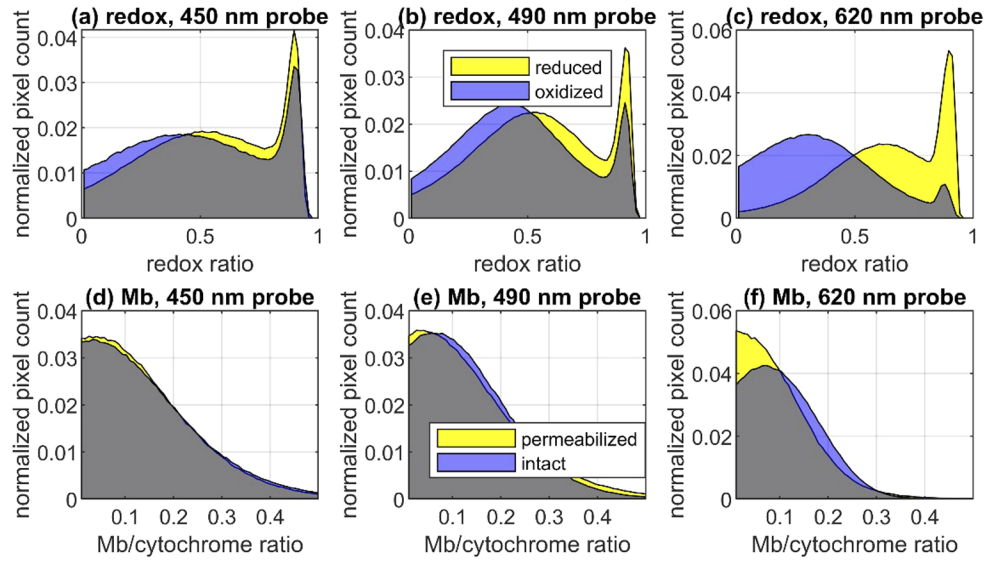 (a) redox, 450 nm probe
normalized pixel count
0.04
0.03
0.02
0.01
0
0
0.5
1
redox ratio
(b) redox, 490 nm probe
normalized pixel count
0.04
0.03
0.02
0.01
0
reduced
oxidized
0
0.5
1
redox ratio
(c) redox, 620 nm probe
normalized pixel count
0.06
0.04
0.02
0
0
0.5
1
redox ratio
(d) Mb, 450 nm probe
normalized pixel count
0.04
0.03
0.02
0.01
0
0.1
0.2
0.3
0.4
Mb/cytochrome ratio
(e) Mb, 490 nm probe
normalized pixel count
0.04
0.03
0.02
0.01
0
permeabilized
intact
0.1
0.2
0.3
0.4
Mb/cytochrome ratio
(f) Mb, 620 nm probe
normalized pixel count
0.06
0.04
0.02
0
0.1
0.2
0.3
0.4
Mb/cytochrome ratio